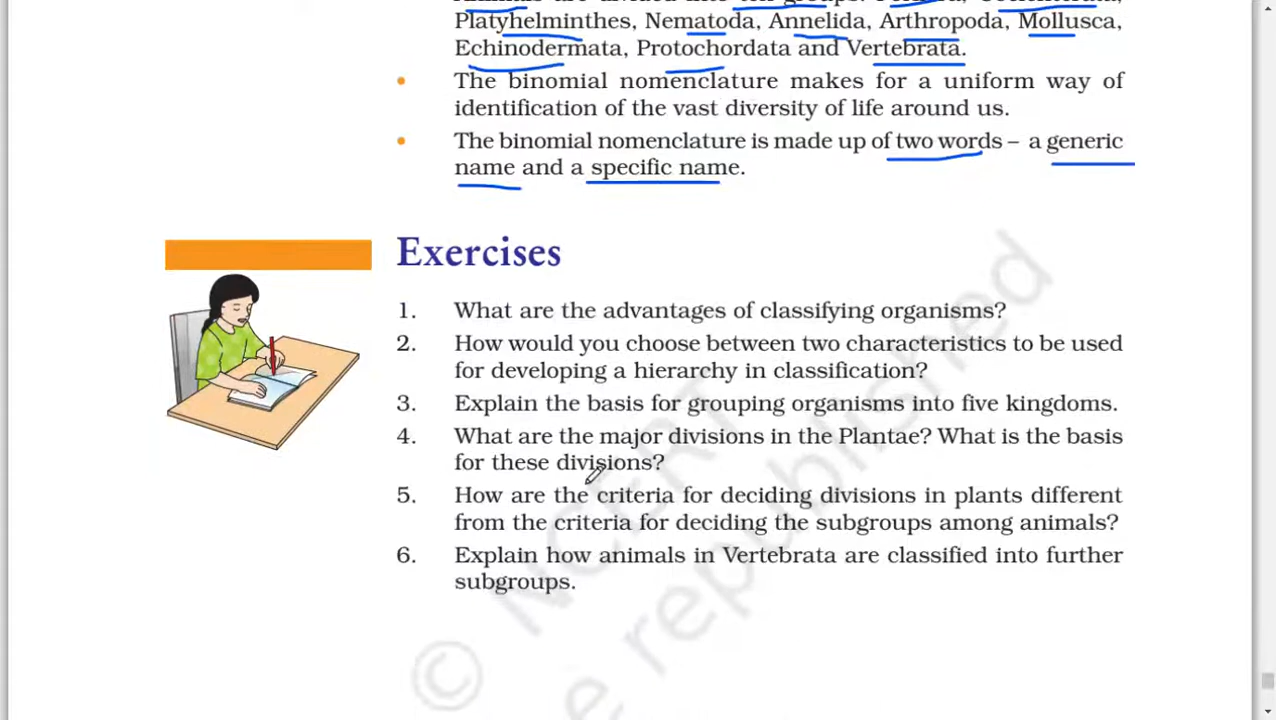 Platyhelminthes, Nematoda, Annelida, Arthropoda, Mollusca,
Echinodermata, Protochordata and Vertebrata.
• The binomial nomenclature makes for a uniform way of
identification of the vast diversity of life around us.
• The binomial nomenclature is made up of two words – a generic
name and a specific name.
Exercises
1. What are the advantages of classifying organisms?
2. How would you choose between two characteristics to be used
for developing a hierarchy in classification?
3. Explain the basis for grouping organisms into five kingdoms.
4. What are the major divisions in the Plantae? What is the basis
for these divisions?
5. How are the criteria for deciding divisions in plants different
from the criteria for deciding the subgroups among animals?
6. Explain how animals in Vertebrata are classified into further
subgroups.
© NCERT
be republished